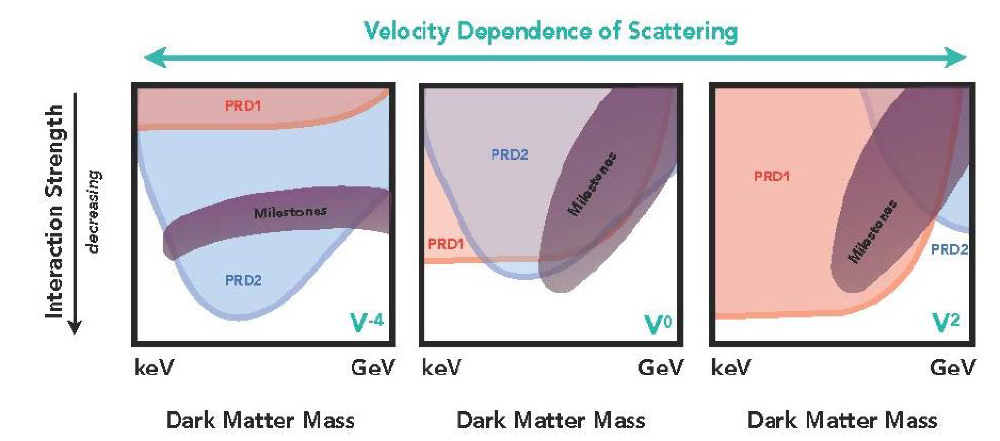 Velocity Dependence of Scattering
Interaction Strength
decreasing
PRD1
Milestones
PRD2
V-4
PRD2
Milestones
PRD1
V0
PRD1
Milestones
PRD2
V2
keV GeV keV GeV keV GeV
Dark Matter Mass Dark Matter Mass Dark Matter Mass